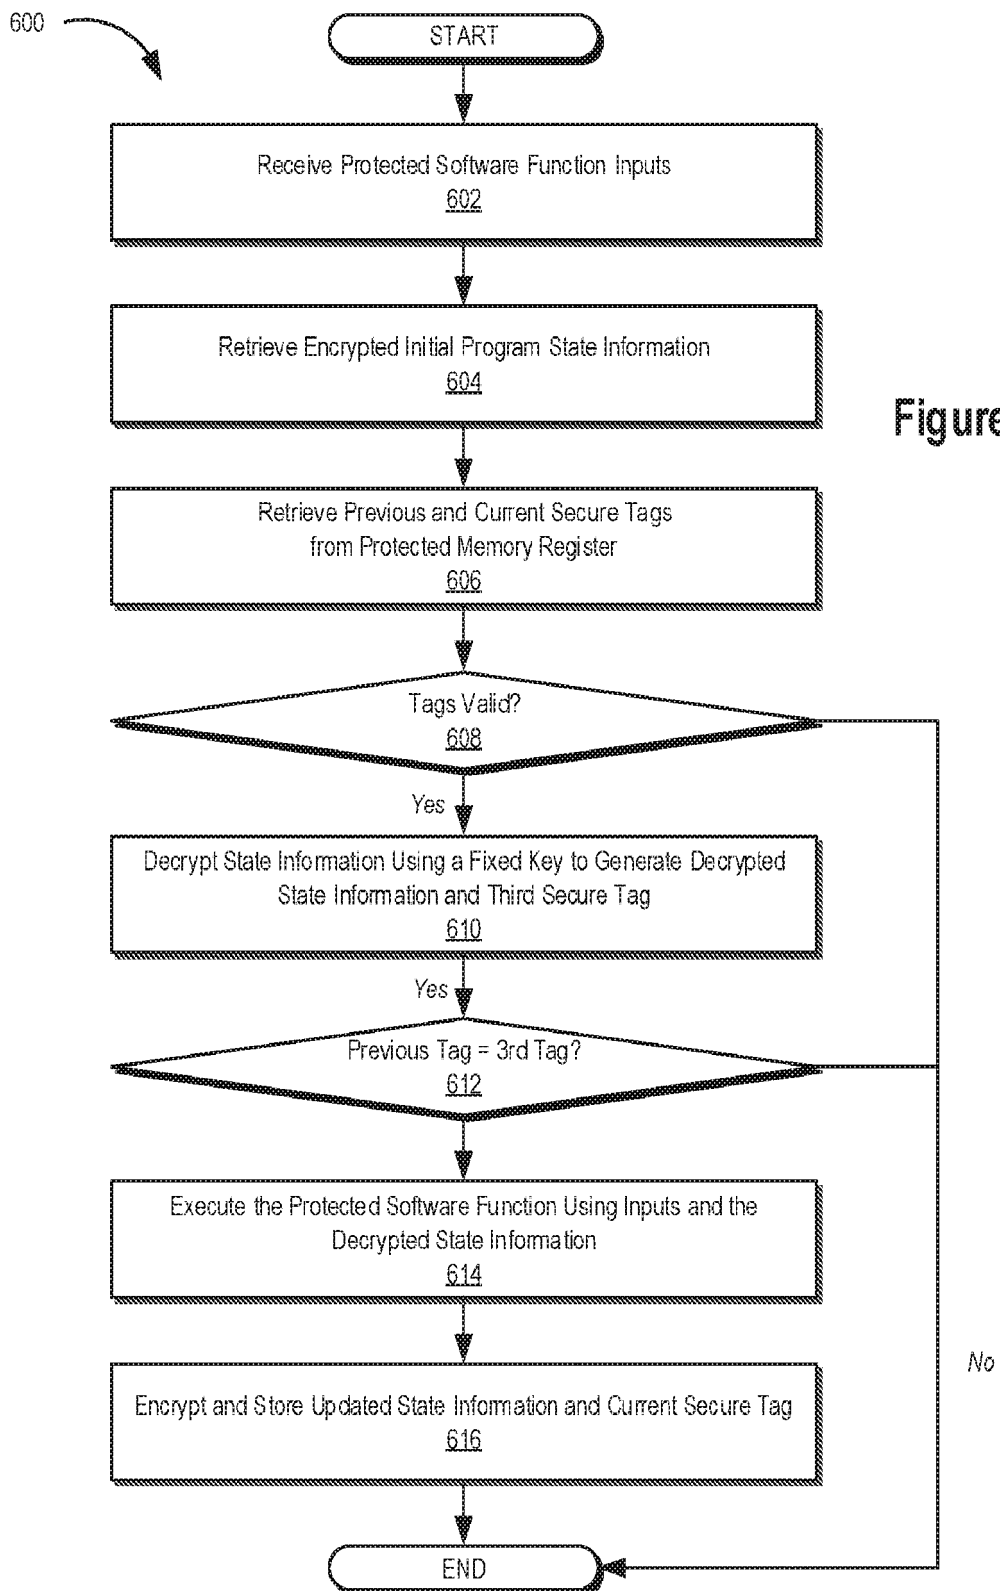 600
START
Receive Protected Software Function Inputs
602
Retrieve Encrypted Initial Program State Information
604
Figure
Retrieve Previous and Current Secure Tags
from Protected Memory Register
606
Tags Valid?
608
Yes
Decrypt State Information Using a Fixed Key to Generate Decrypted
State Information and Third Secure Tag
610
Yes
Previous Tag = 3rd Tag?
612
Execute the Protected Software Function Using Inputs and the
Decrypted State Information
614
No
Encrypt and Store Updated State Information and Current Secure Tag
616
END